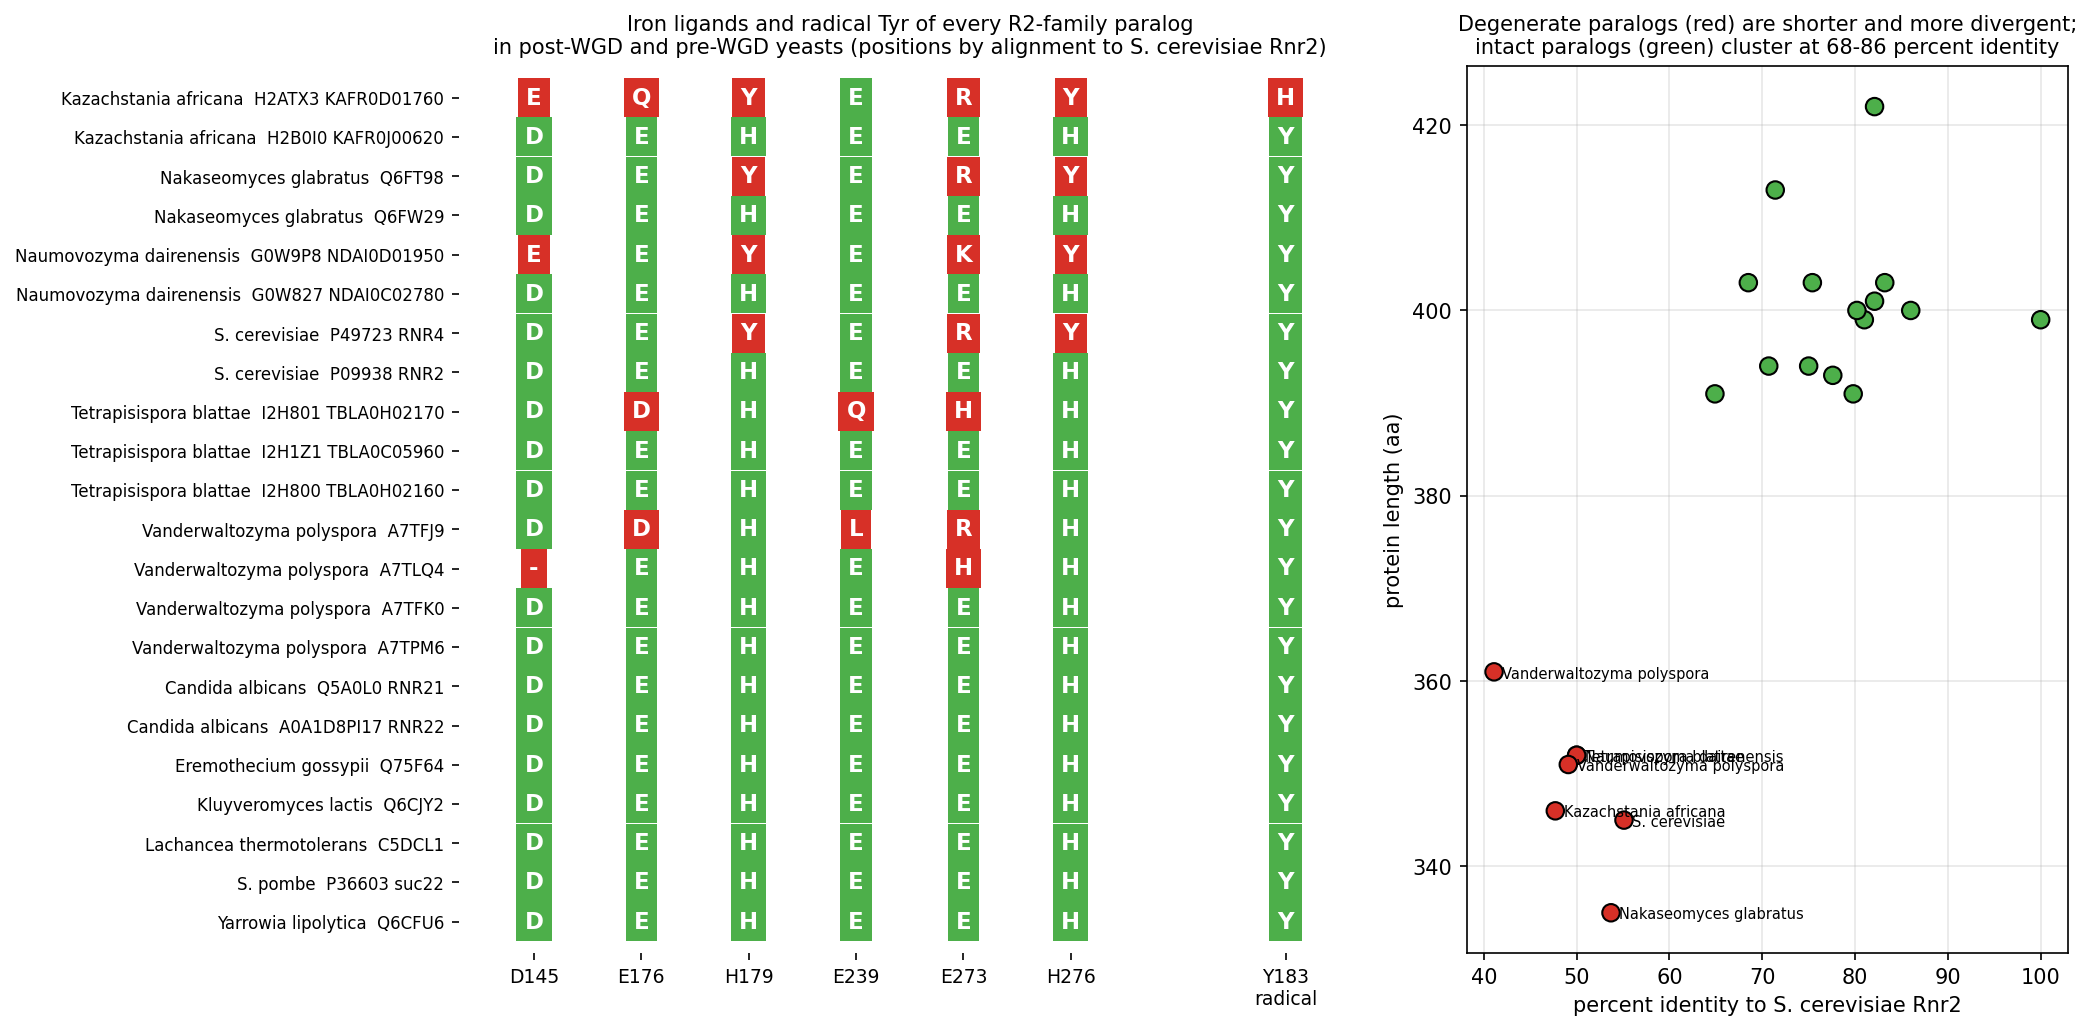 Iron ligands and radical Tyr of every R2-family paralog
in post-WGD and pre-WGD yeasts (positions by alignment to S. cerevisiae Rnr2)
Kazachstania africana H2ATX3 KAFR0D01760 E Q Y E R Y H
Kazachstania africana H2B0I0 KAFR0J00620 D E H E E H Y
Nakaseomyces glabratus Q6FT98 D E Y E R Y Y
Nakaseomyces glabratus Q6FW29 D E H E E H Y
Naumovozyma dairenensis G0W9P8 NDAI0D01950 E E Y E K Y Y
Naumovozyma dairenensis G0W827 NDAI0C02780 D E H E E H Y
S. cerevisiae P49723 RNR4 D E Y E R Y Y
S. cerevisiae P09938 RNR2 D E H E E H Y
Tetrapisispora blattae I2H801 TBLA0H02170 D D H Q H H Y
Tetrapisispora blattae I2H1Z1 TBLA0C05960 D E H E E H Y
Tetrapisispora blattae I2H800 TBLA0H02160 D E H E E H Y
Vanderwaltozyma polyspora A7TFJ9 D D H L R H Y
Vanderwaltozyma polyspora A7TLQ4 - E H E H H Y
Vanderwaltozyma polyspora A7TFK0 D E H E E H Y
Vanderwaltozyma polyspora A7TPM6 D E H E E H Y
Candida albicans Q5A0L0 RNR21 D E H E E H Y
Candida albicans A0A1D8PI17 RNR22 D E H E E H Y
Eremothecium gossypii Q75F64 D E H E E H Y
Kluyveromyces lactis Q6CJY2 D E H E E H Y
Lachancea thermotolerans C5DCL1 D E H E E H Y
S. pombe P36603 suc22 D E H E E H Y
Yarrowia lipolytica Q6CFU6 D E H E E H Y
D145 E176 H179 E239 E273 H276 Y183
radical
Degenerate paralogs (red) are shorter and more divergent;
intact paralogs (green) cluster at 68-86 percent identity
protein length (aa)
420
400
380
360
340
Vanderwaltozyma polyspora
Vanderwaltozyma polyspora
Kazachstania africana
S. cerevisiae
Nakaseomyces glabratus
40 50 60 70 80 90 100
percent identity to S. cerevisiae Rnr2